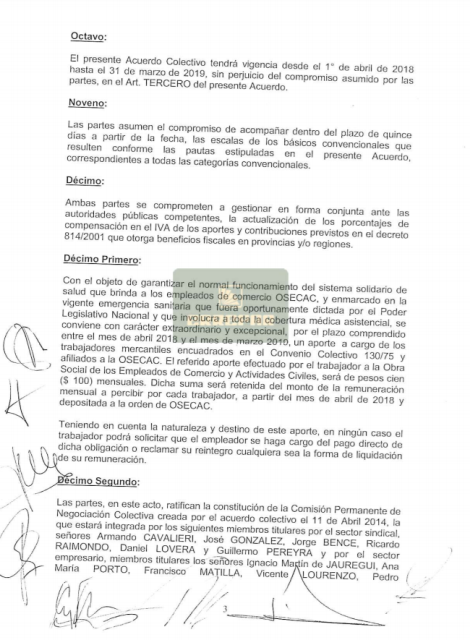 Octavo:
El presente Acuerdo Colectivo tendrá vigencia desde el 1° de abril de 2018
hasta el 31 de marzo de 2019, sin perjuicio del compromiso asumido por las
partes, en el Art. TERCERO del presente Acuerdo.
Noveno:
Las partes asumen el compromiso de acompañar dentro del plazo de quince
días a partir de la fecha, las escalas de los básicos convencionales que
resulten conforme las pautas estipuladas en el presente Acuerdo,
correspondientes a todas las categorías convencionales.
Décimo:
Ambas partes se comprometen a gestionar en forma conjunta ante las
autoridades públicas competentes, la actualización de los porcentajes de
compensación en el IVA de los aportes y contribuciones previstos en el decreto
814/2001 que otorga beneficios fiscales en provincias y/o regiones.
Décimo Primero:
Con el objeto de garantizar el normal funcionamiento del sistema solidario de
salud que brinda a los empleados de comercio OSECAC, y enmarcado en la
vigente emergencia sanitaria que fuera oportunamente dictada por el Poder
Legislativo Nacional y que involucra a toda la cobertura médica asistencial, se
conviene con carácter extraordinario y excepcional, por el plazo comprendido
entre el mes de abril 2018 y el mes de marzo 2019, un aporte a cargo de los
trabajadores mercantiles encuadrados en el Convenio Colectivo 130/75 y
afiliados a la OSECAC. El referido aporte efectuado por el trabajador a la Obra
Social de los Empleados de Comercio y Actividades Civiles, será de pesos cien
($ 100) mensuales. Dicha suma será retenida del monto de la remuneración
mensual a percibir por cada trabajador, a partir del mes de abril de 2018 y
depositada a la orden de OSECAC.
Teniendo en cuenta la naturaleza y destino de este aporte, en ningún caso el
trabajador podrá solicitar que el empleador se haga cargo del pago directo de
dicha obligación o reclamar su reintegro cualquiera sea la forma de liquidación
de su remuneración.
Décimo Segundo:
Las partes, en este acto, ratifican la constitución de la Comisión Permanente de
Negociación Colectiva creada por el acuerdo colectivo el 11 de Abril 2014, la
que estará integrada por los siguientes miembros titulares por el sector sindical,
señores Armando CAVALIERI, José GONZALEZ, Jorge BENCE, Ricardo
RAIMONDO, Daniel LOVERA y Guillermo PEREYRA y por el sector
empresario, miembros titulares los señores Ignacio Martín de JAUREGUI, Ana
María PORTO, Francisco MATILLA, Vicente LOURENZO, Pedro
3